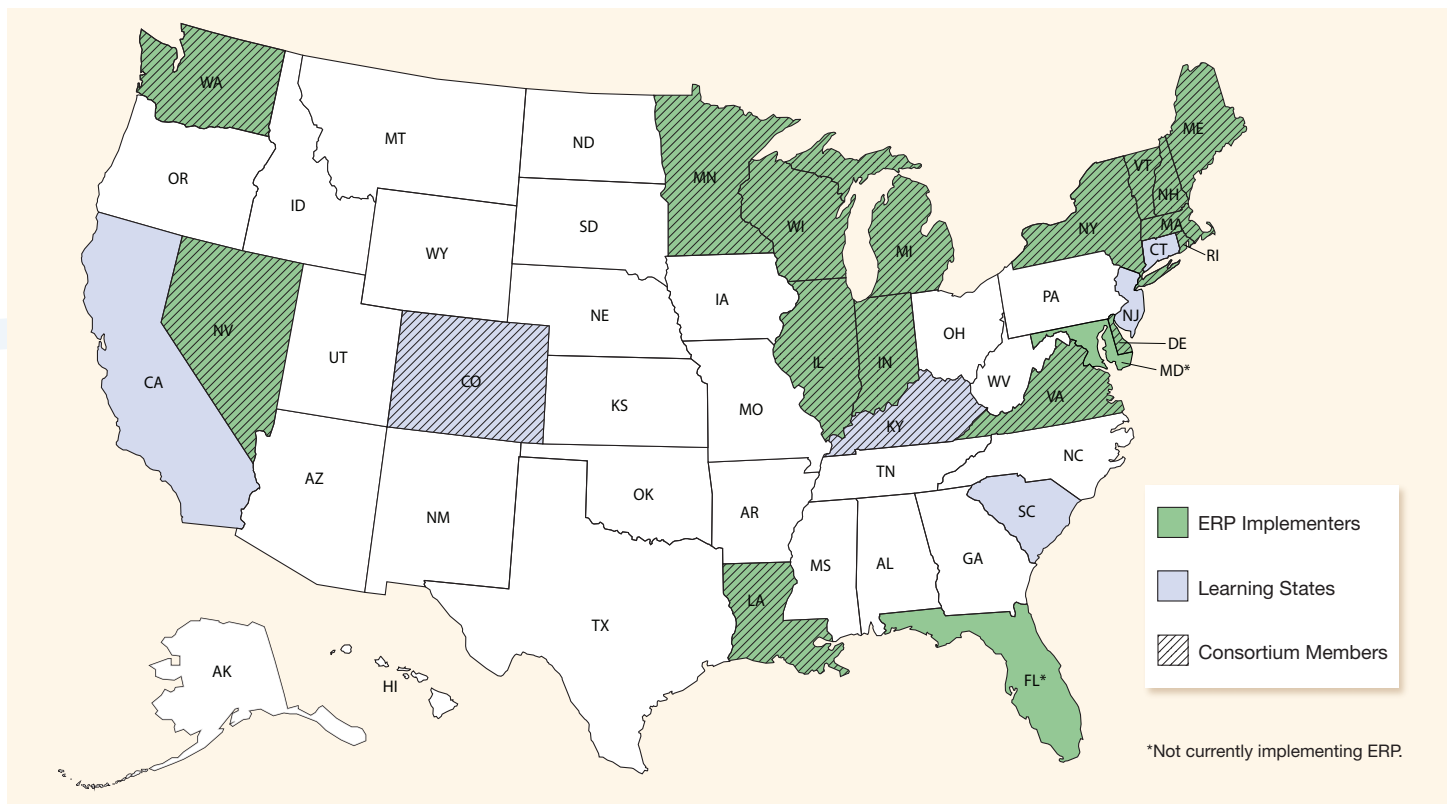 WA
MT
ND
OR
ID
SD
WY
MN
WI
MI
NY
VT
NH
ME
MA
CT
RI
NV
UT
CA
CO
NE
IA
IL
IN
OH
PA
NJ
DE
MD*
WV
VA
KS
MO
KY
AZ
NM
OK
AR
TN
NC
SC
MS
AL
GA
LA
TX
FL*
AK
HI
ERP Implementers
Learning States
Consortium Members
*Not currently implementing ERP.